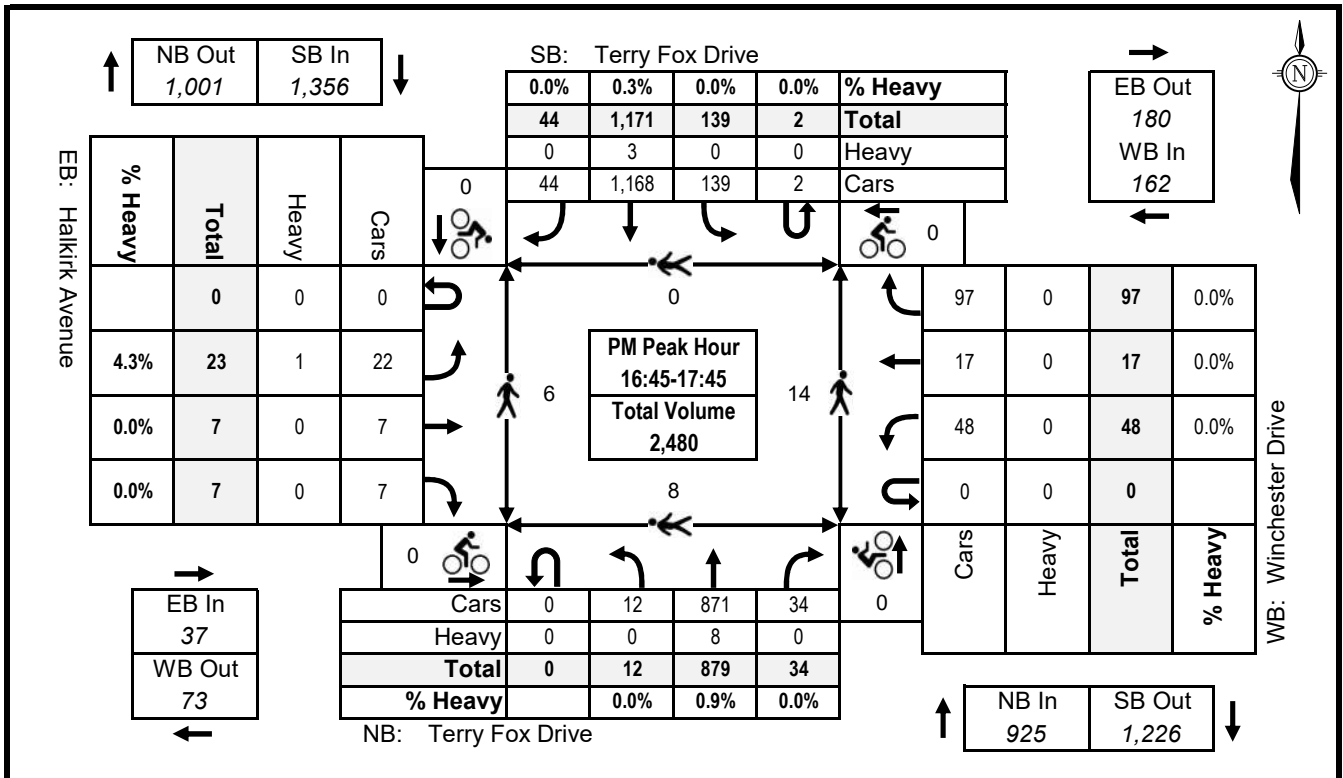 NB Out SB In
1,001 1,356
SB: Terry Fox Drive
0.0% 0.3% 0.0% 0.0% % Heavy
44 1,171 139 2 Total
0 3 0 0 Heavy
44 1,168 139 2 Cars
EB Out
180
WB In
162
N
EB: Halkirk Avenue
% Heavy Total Heavy Cars
0 0 0
4.3% 23 1 22
0.0% 7 0 7
0.0% 7 0 7
0
0
0
6
PM Peak Hour
16:45-17:45
Total Volume
2,480
14
8
97 0 97 0.0%
17 0 17 0.0%
48 0 48 0.0%
0 0 0
Cars Heavy Total % Heavy
WB: Winchester Drive
0
0
EB In
37
WB Out
73
Cars 0 12 871 34
Heavy 0 0 8 0
Total 0 12 879 34
% Heavy 0.0% 0.9% 0.0%
NB: Terry Fox Drive
NB In SB Out
925 1,226